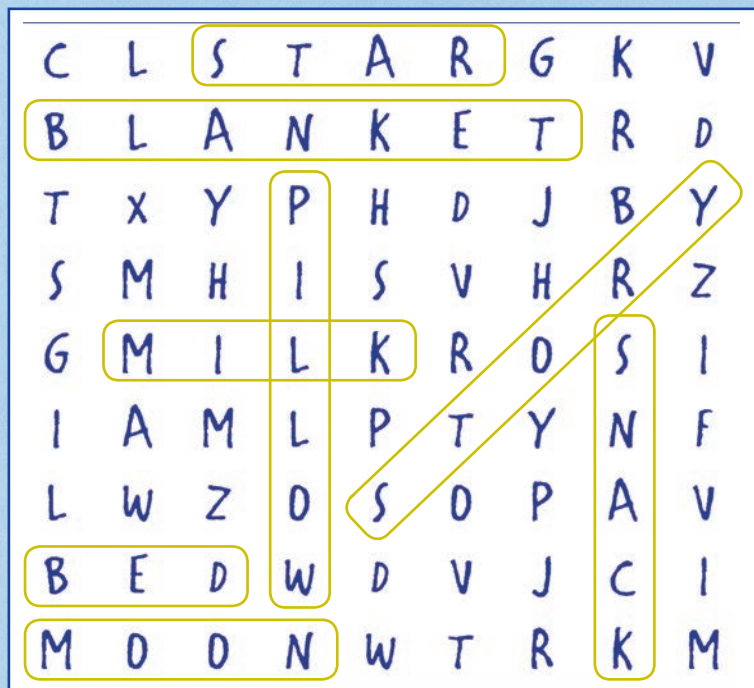 C L S T A R G K V
B L A N K E T R D
T X Y P H D J B Y
S M H I S V H R Z
G M I L K R O S I
I A M L P T Y N F
L W Z O S O P A V
B E D W D V J C I
M O O N W T R K M